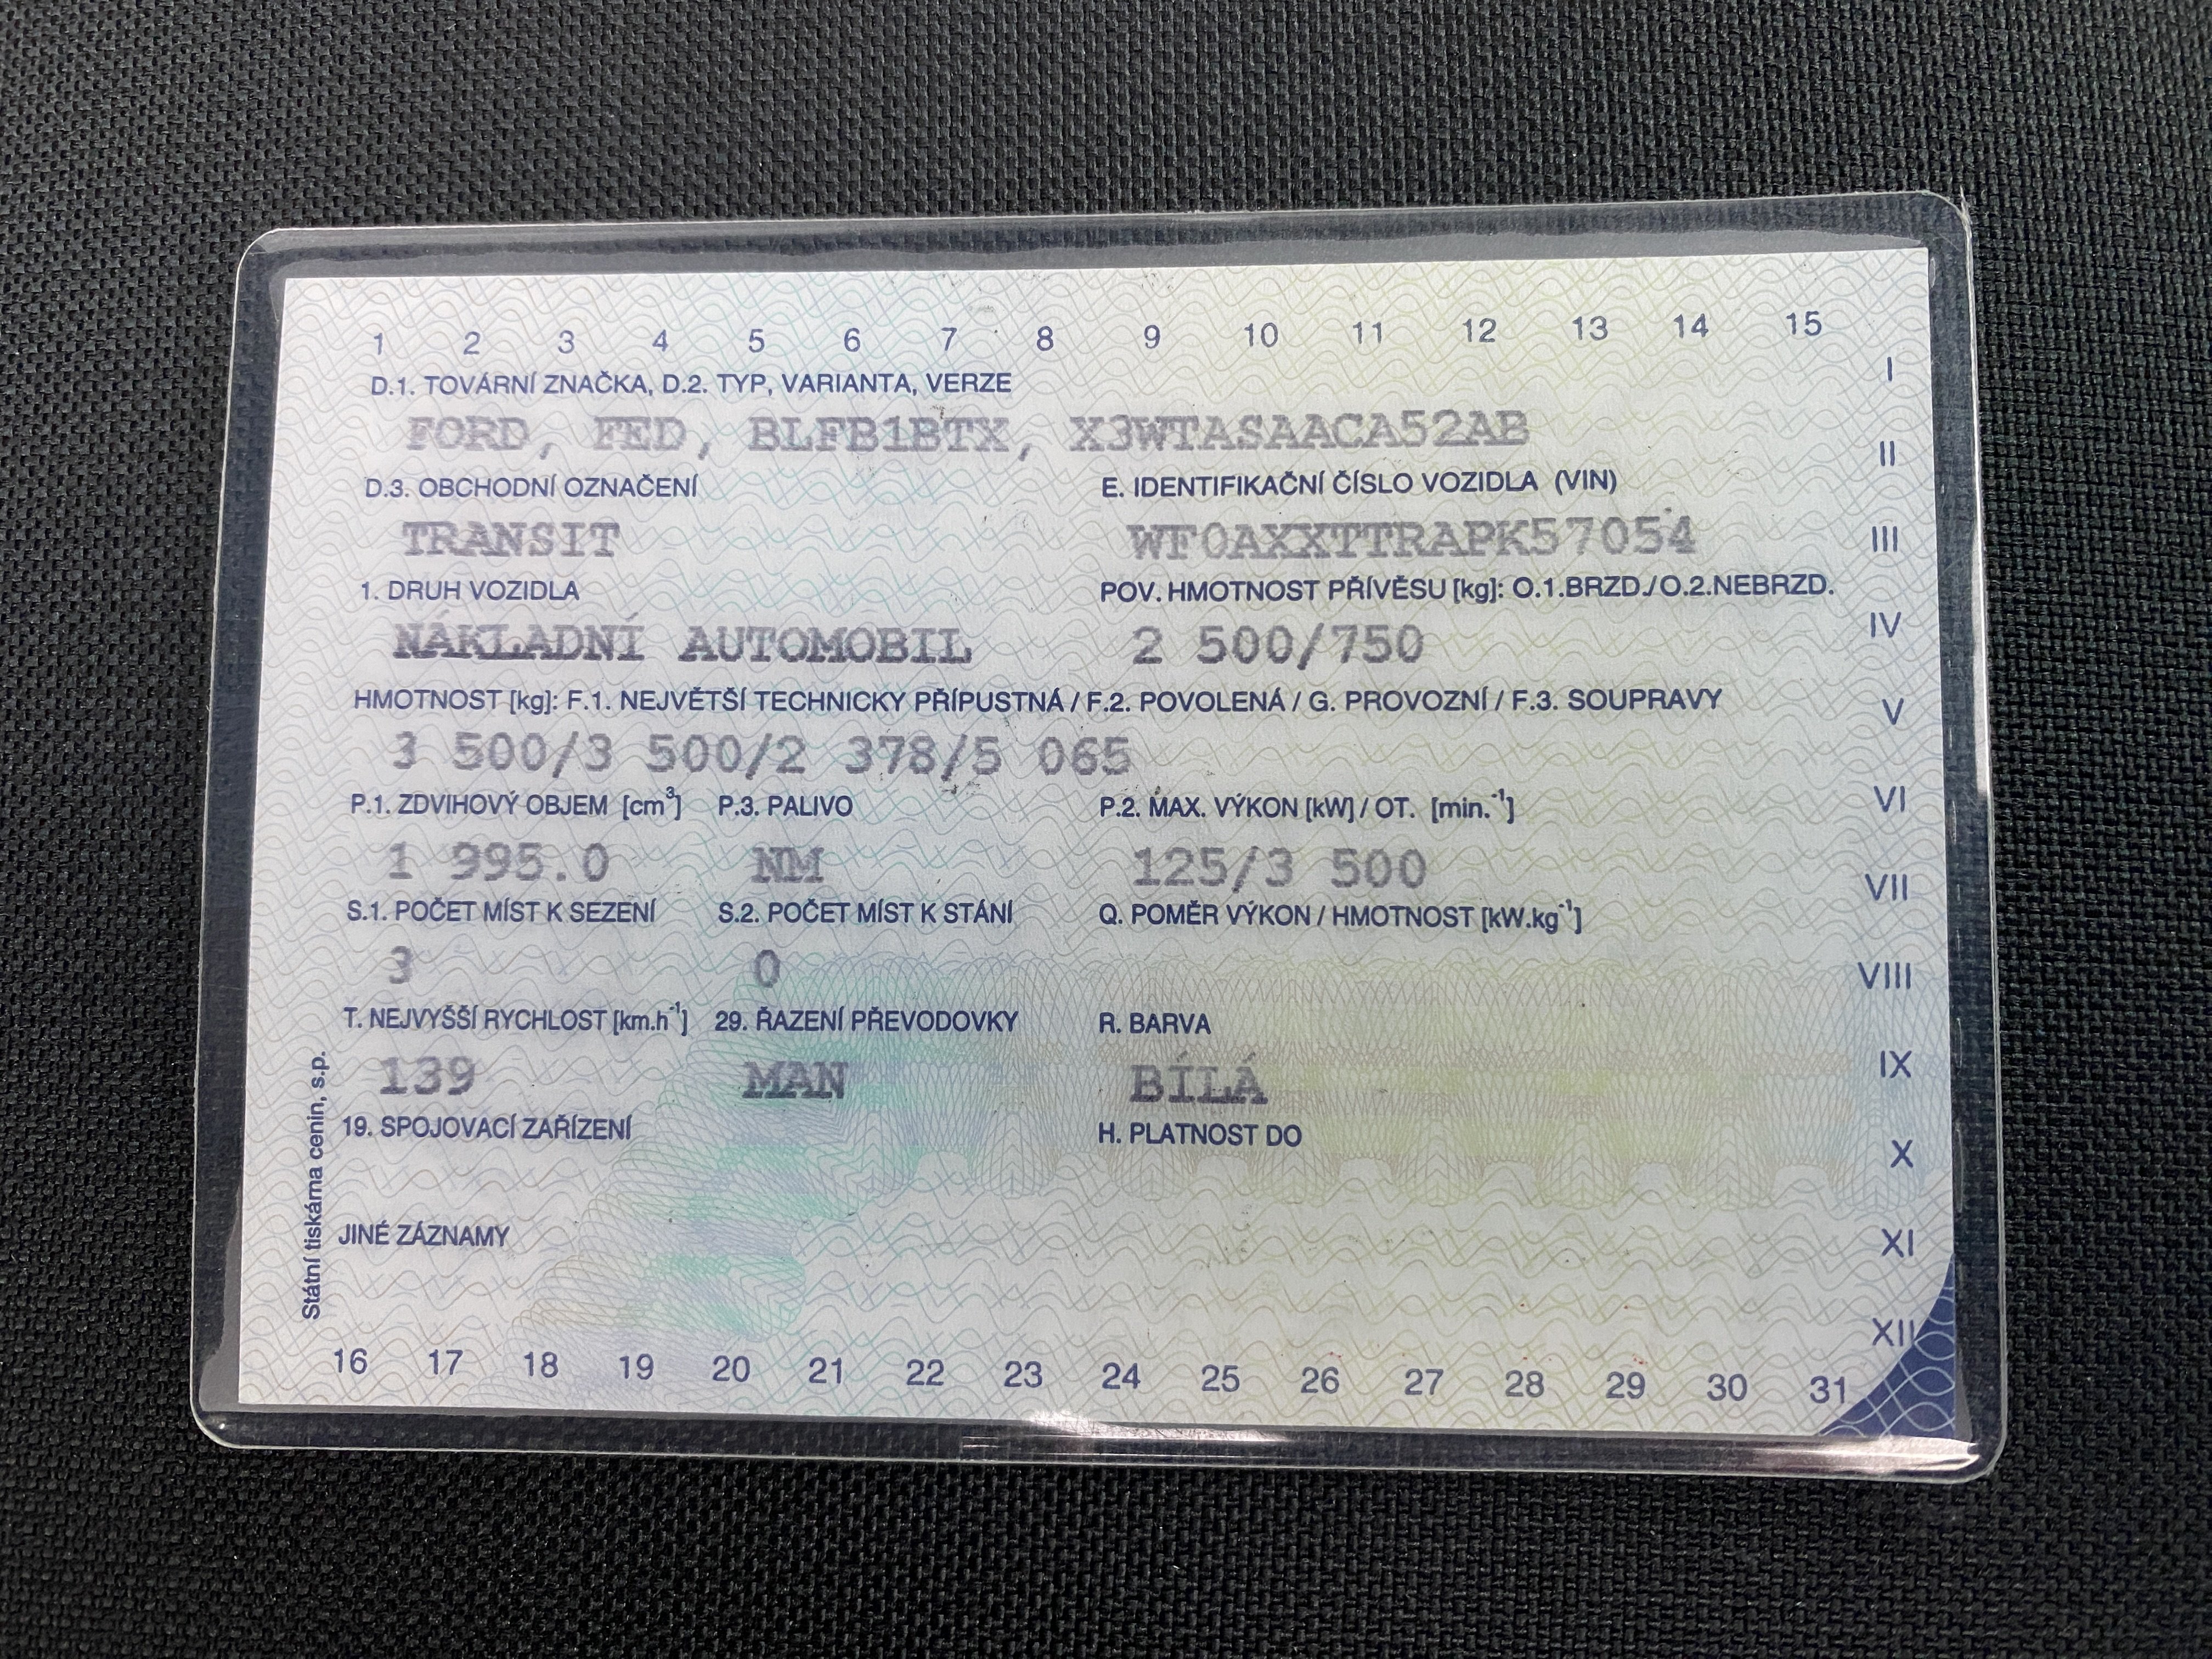 1 2 3 4 5 6 7 8 9 10 11 12 13 14 15
I
D.1. TOVÁRNÍ ZNAČKA, D.2. TYP, VARIANTA, VERZE
FORD, FED, BLFB1BTX, X3WTASAACA52AB
II
D.3. OBCHODNÍ OZNAČENÍ E. IDENTIFIKAČNÍ ČÍSLO VOZIDLA (VIN)
TRANSIT WF0AXXTTRAPK57054
III
1. DRUH VOZIDLA POV. HMOTNOST PŘÍVĚSU [kg]: O.1.BRZD./O.2.NEBRZD.
NÁKLADNÍ AUTOMOBIL 2 500/750
IV
HMOTNOST [kg]: F.1. NEJVĚTŠÍ TECHNICKY PŘÍPUSTNÁ / F.2. POVOLENÁ / G. PROVOZNÍ / F.3. SOUPRAVY
V
3 500/3 500/2 378/5 065
P.1. ZDVIHOVÝ OBJEM [cm³] P.3. PALIVO P.2. MAX. VÝKON [kW] / OT. [min.⁻¹]
VI
1 995.0 NM 125/3 500
VII
S.1. POČET MÍST K SEZENÍ S.2. POČET MÍST K STÁNÍ Q. POMĚR VÝKON / HMOTNOST [kW.kg⁻¹]
3 0
VIII
T. NEJVYŠŠÍ RYCHLOST [km.h⁻¹] 29. ŘAZENÍ PŘEVODOVKY R. BARVA
139 MAN BÍLÁ
IX
19. SPOJOVACÍ ZAŘÍZENÍ H. PLATNOST DO
X
JINÉ ZÁZNAMY
XI
XII
Státní tiskárna cenin, s.p.
16 17 18 19 20 21 22 23 24 25 26 27 28 29 30 31